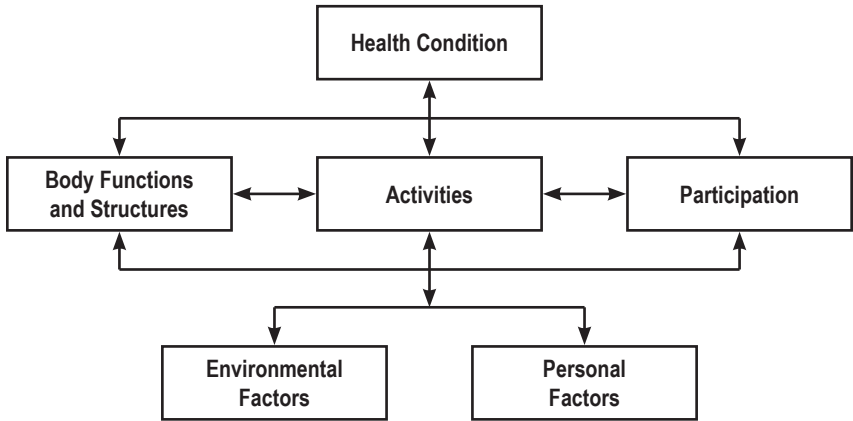 Health Condition
Body Functions
and Structures
Activities
Participation
Environmental
Factors
Personal
Factors